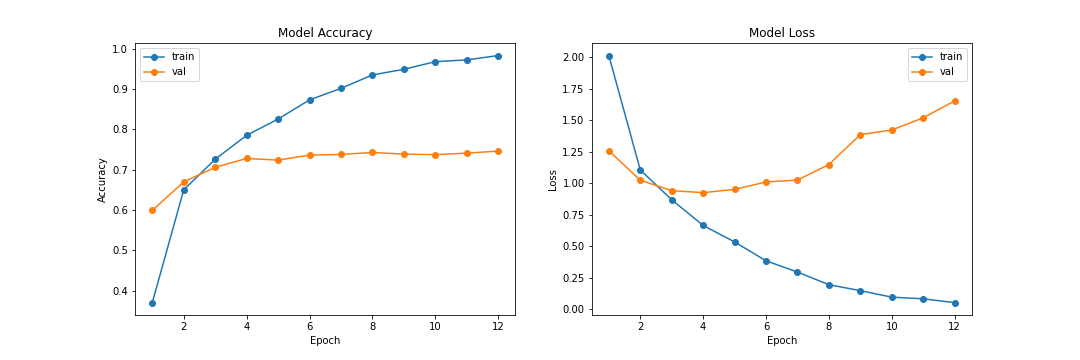 Model Accuracy
train
val
1.0
0.9
0.8
0.7
0.6
0.5
0.4
Accuracy
2 4 6 8 10 12
Epoch
Model Loss
train
val
2.00
1.75
1.50
1.25
1.00
0.75
0.50
0.25
0.00
Loss
2 4 6 8 10 12
Epoch